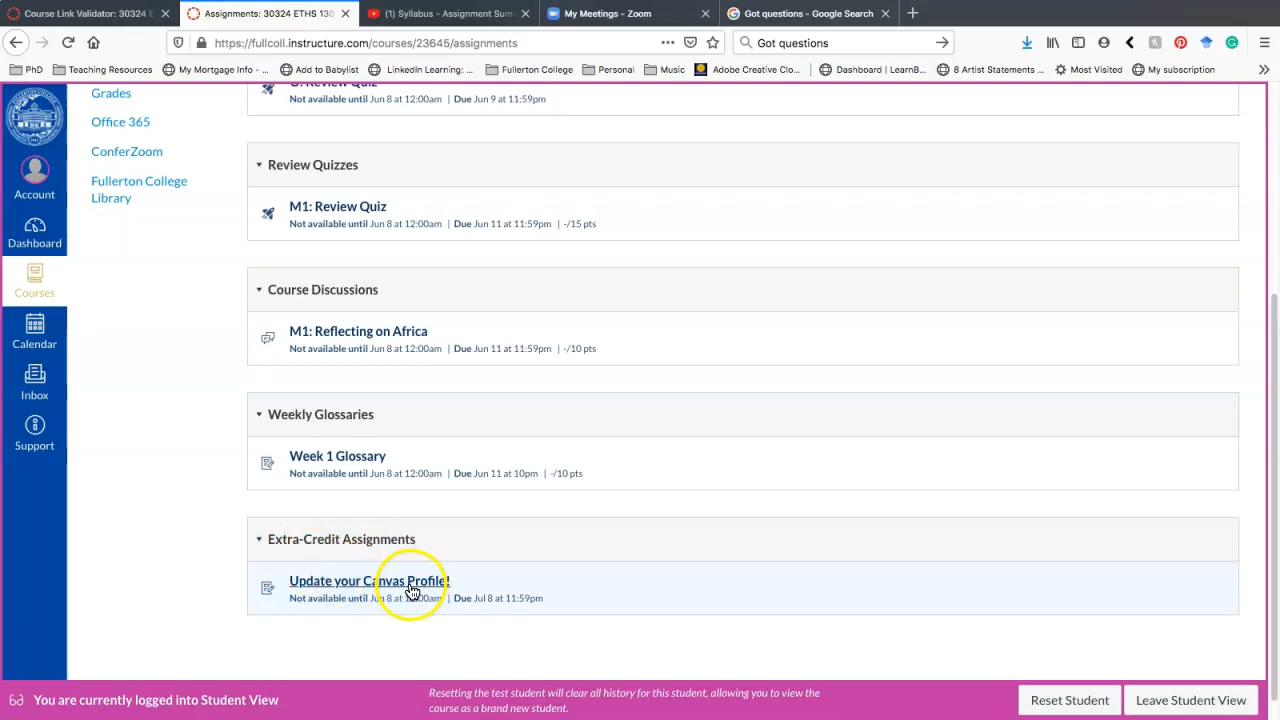 Course Link Validator: 30324 E
Assignments: 30324 ETHS 130
(1) Syllabus - Assignment Sum
My Meetings - Zoom
Got questions - Google Search
https://fullcoll.instructure.com/courses/23645/assignments
Got questions
PhD
Teaching Resources
My Mortgage Info - ...
Add to Babylist
LinkedIn Learning: ...
Fullerton College
Personal
Music
Adobe Creative Clo...
Dashboard | LearnB...
8 Artist Statements ...
Most Visited
My subscription
Account
Dashboard
Courses
Calendar
Inbox
Support
Grades
Office 365
ConferZoom
Fullerton College
Library
Not available until Jun 8 at 12:00am | Due Jun 9 at 11:59pm
Review Quizzes
M1: Review Quiz
Not available until Jun 8 at 12:00am | Due Jun 11 at 11:59pm | -/15 pts
Course Discussions
M1: Reflecting on Africa
Not available until Jun 8 at 12:00am | Due Jun 11 at 11:59pm | -/10 pts
Weekly Glossaries
Week 1 Glossary
Not available until Jun 8 at 12:00am | Due Jun 11 at 10pm | -/10 pts
Extra-Credit Assignments
Update your Canvas Profile!
Not available until Jun 8 at 12:00am | Due Jul 8 at 11:59pm
You are currently logged into Student View
Resetting the test student will clear all history for this student, allowing you to view the
course as a brand new student.
Reset Student
Leave Student View